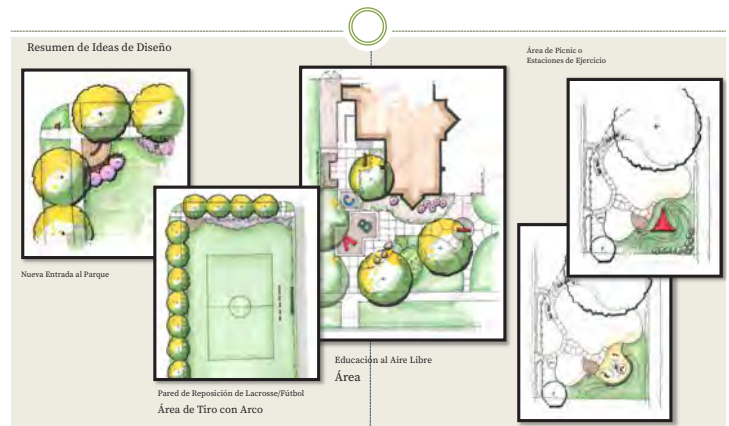 Resumen de Ideas de Diseño
Área de Picnic o
Estaciones de Ejercicio
Nueva Entrada al Parque
Educación al Aire Libre
Área
Pared de Reposición de Lacrosse/Fútbol
Área de Tiro con Arco
A
B
C